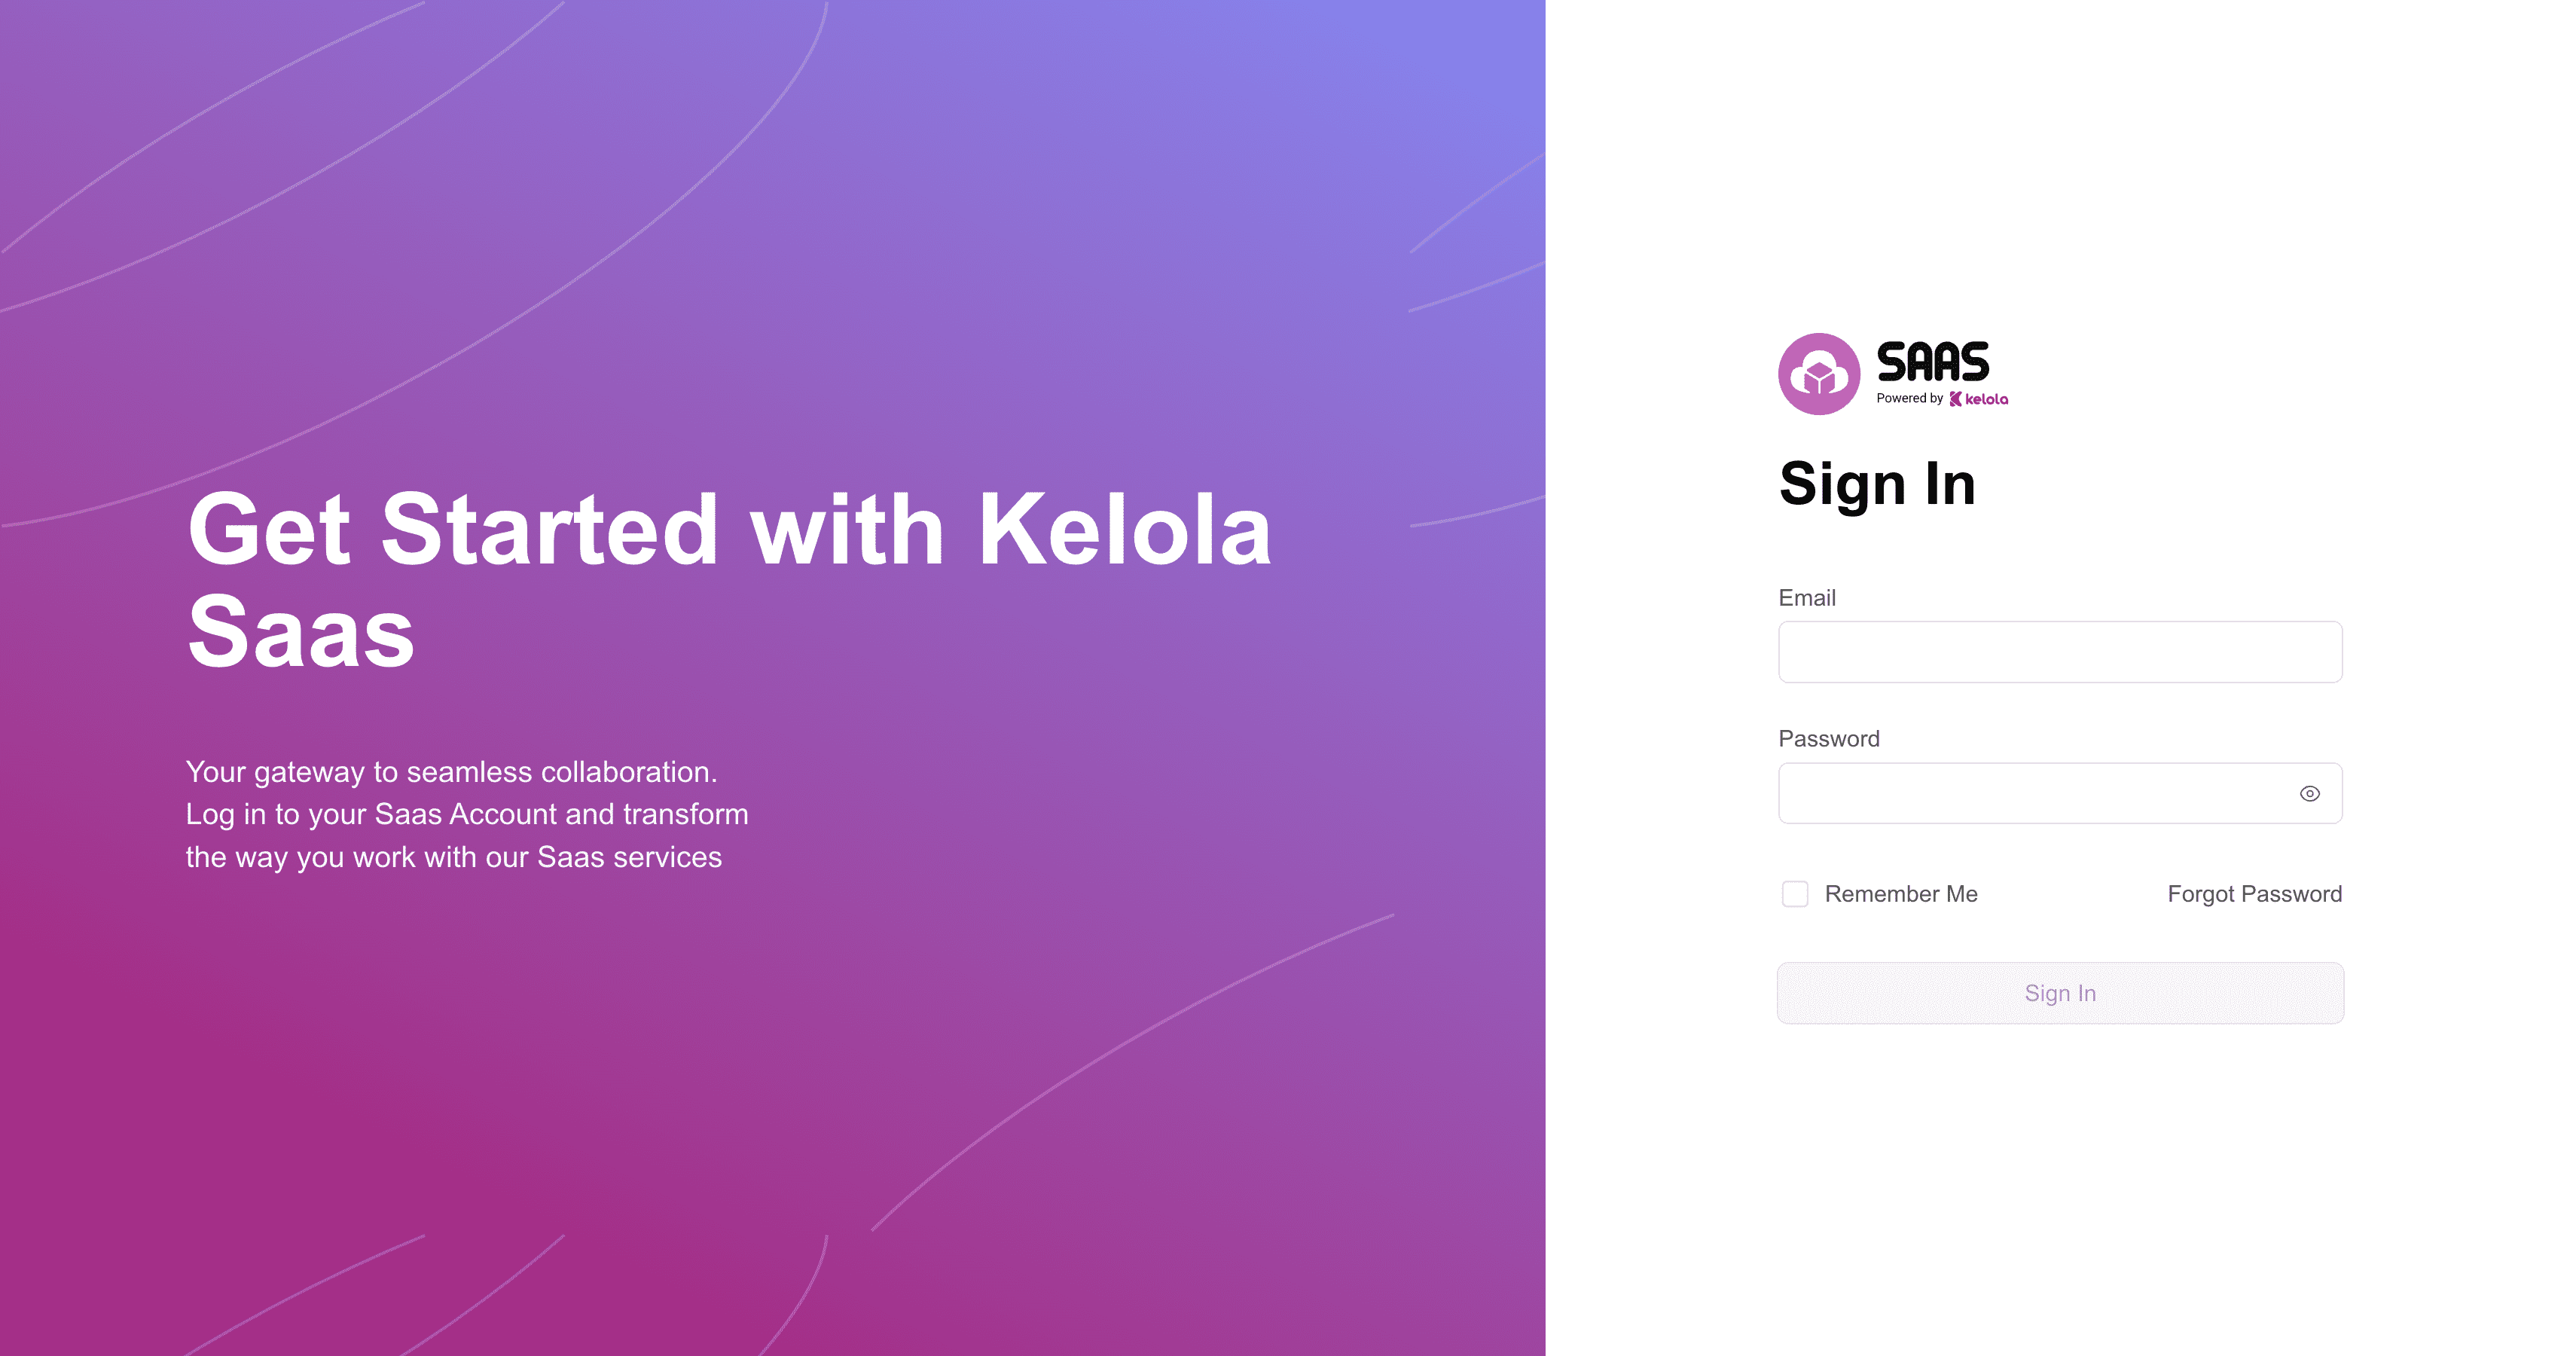 Get Started with Kelola
Saas
Your gateway to seamless collaboration.
Log in to your Saas Account and transform
the way you work with our Saas services
SAAS
Powered by kelola
Sign In
Email
Password
Remember Me
Forgot Password
Sign In